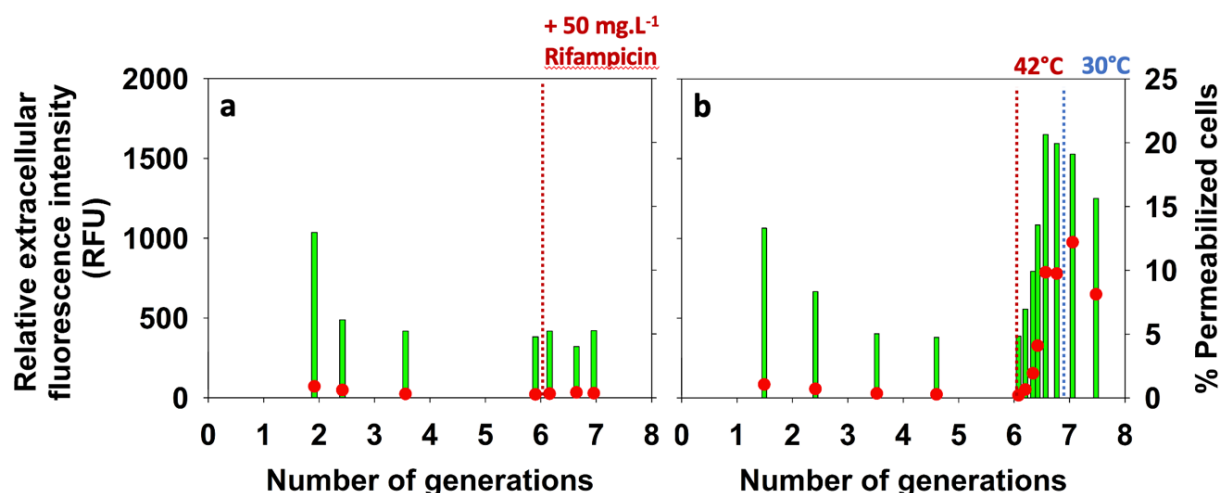 + 50 mg.L-1
Rifampicin
42°C 30°C
2000
1500
1000
500
0
Relative extracellular
fluorescence intensity
(RFU)
a
0 1 2 3 4 5 6 7 8
Number of generations
b
0 1 2 3 4 5 6 7 8
Number of generations
25
20
15
10
5
0
% Permeabilized cells